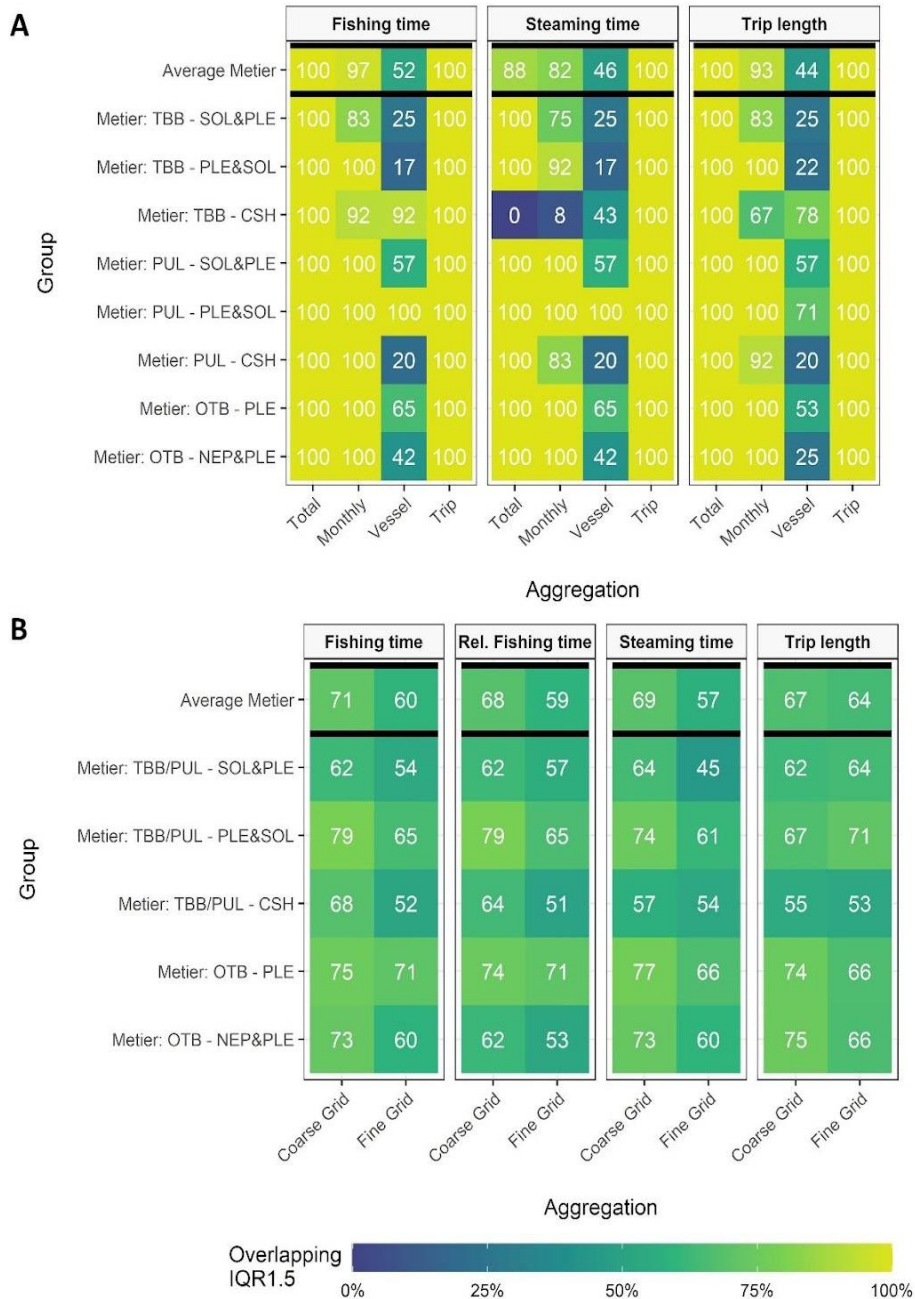 A
Fishing time Steaming time Trip length
Average Metier 100 97 52 100 88 82 46 100 100 93 44 100
Metier: TBB - SOL&PLE 100 83 25 100 100 75 25 100 100 83 25 100
Metier: TBB - PLE&SOL 100 100 17 100 100 92 17 100 100 100 22 100
Metier: TBB - CSH 100 92 92 100 0 8 43 100 100 67 78 100
Metier: PUL - SOL&PLE 100 100 57 100 100 100 57 100 100 100 57 100
Metier: PUL - PLE&SOL 100 100 100 100 100 100 100 100 100 100 71 100
Metier: PUL - CSH 100 100 20 100 100 83 20 100 100 92 20 100
Metier: OTB - PLE 100 100 65 100 100 100 65 100 100 100 53 100
Metier: OTB - NEP&PLE 100 100 42 100 100 100 42 100 100 100 25 100
Group
Total Monthly Vessel Trip Total Monthly Vessel Trip Total Monthly Vessel Trip
Aggregation
B
Fishing time Rel. Fishing time Steaming time Trip length
Average Metier 71 60 68 59 69 57 67 64
Metier: TBB/PUL - SOL&PLE 62 54 62 57 64 45 62 64
Metier: TBB/PUL - PLE&SOL 79 65 79 65 74 61 67 71
Metier: TBB/PUL - CSH 68 52 64 51 57 54 55 53
Metier: OTB - PLE 75 71 74 71 77 66 74 66
Metier: OTB - NEP&PLE 73 60 62 53 73 60 75 66
Group
Coarse Grid Fine Grid Coarse Grid Fine Grid Coarse Grid Fine Grid Coarse Grid Fine Grid
Aggregation
Overlapping
IQR1.5
0% 25% 50% 75% 100%